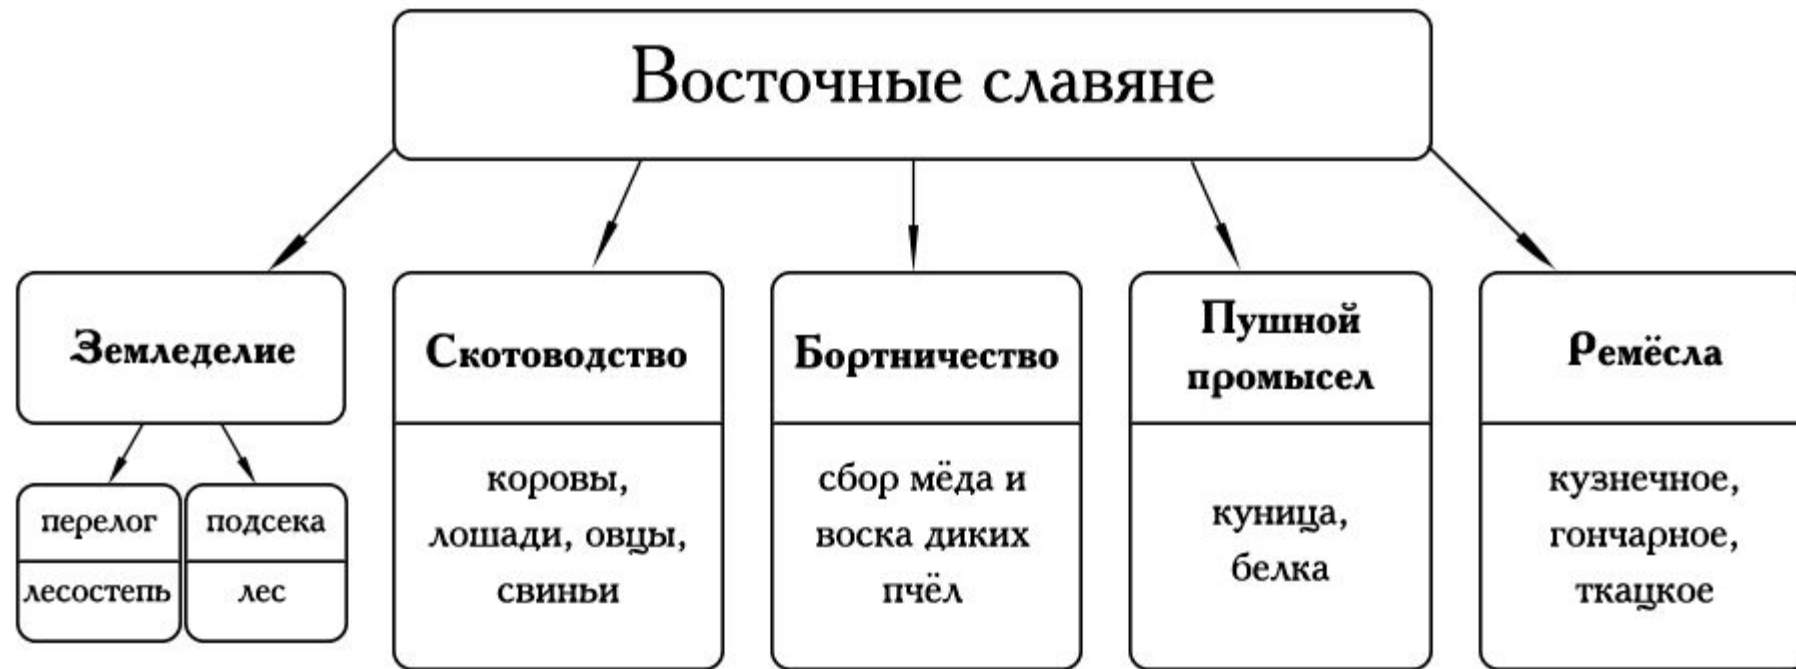 Восточные славяне
Земледелие
перелог
лесостепь
подсека
лес
Скотоводство
коровы,
лошади, овцы,
свиньи
Бортничество
сбор мёда и
воска диких
пчёл
Пушной
промысел
куница,
белка
Ремёсла
кузнечное,
гончарное,
ткацкое